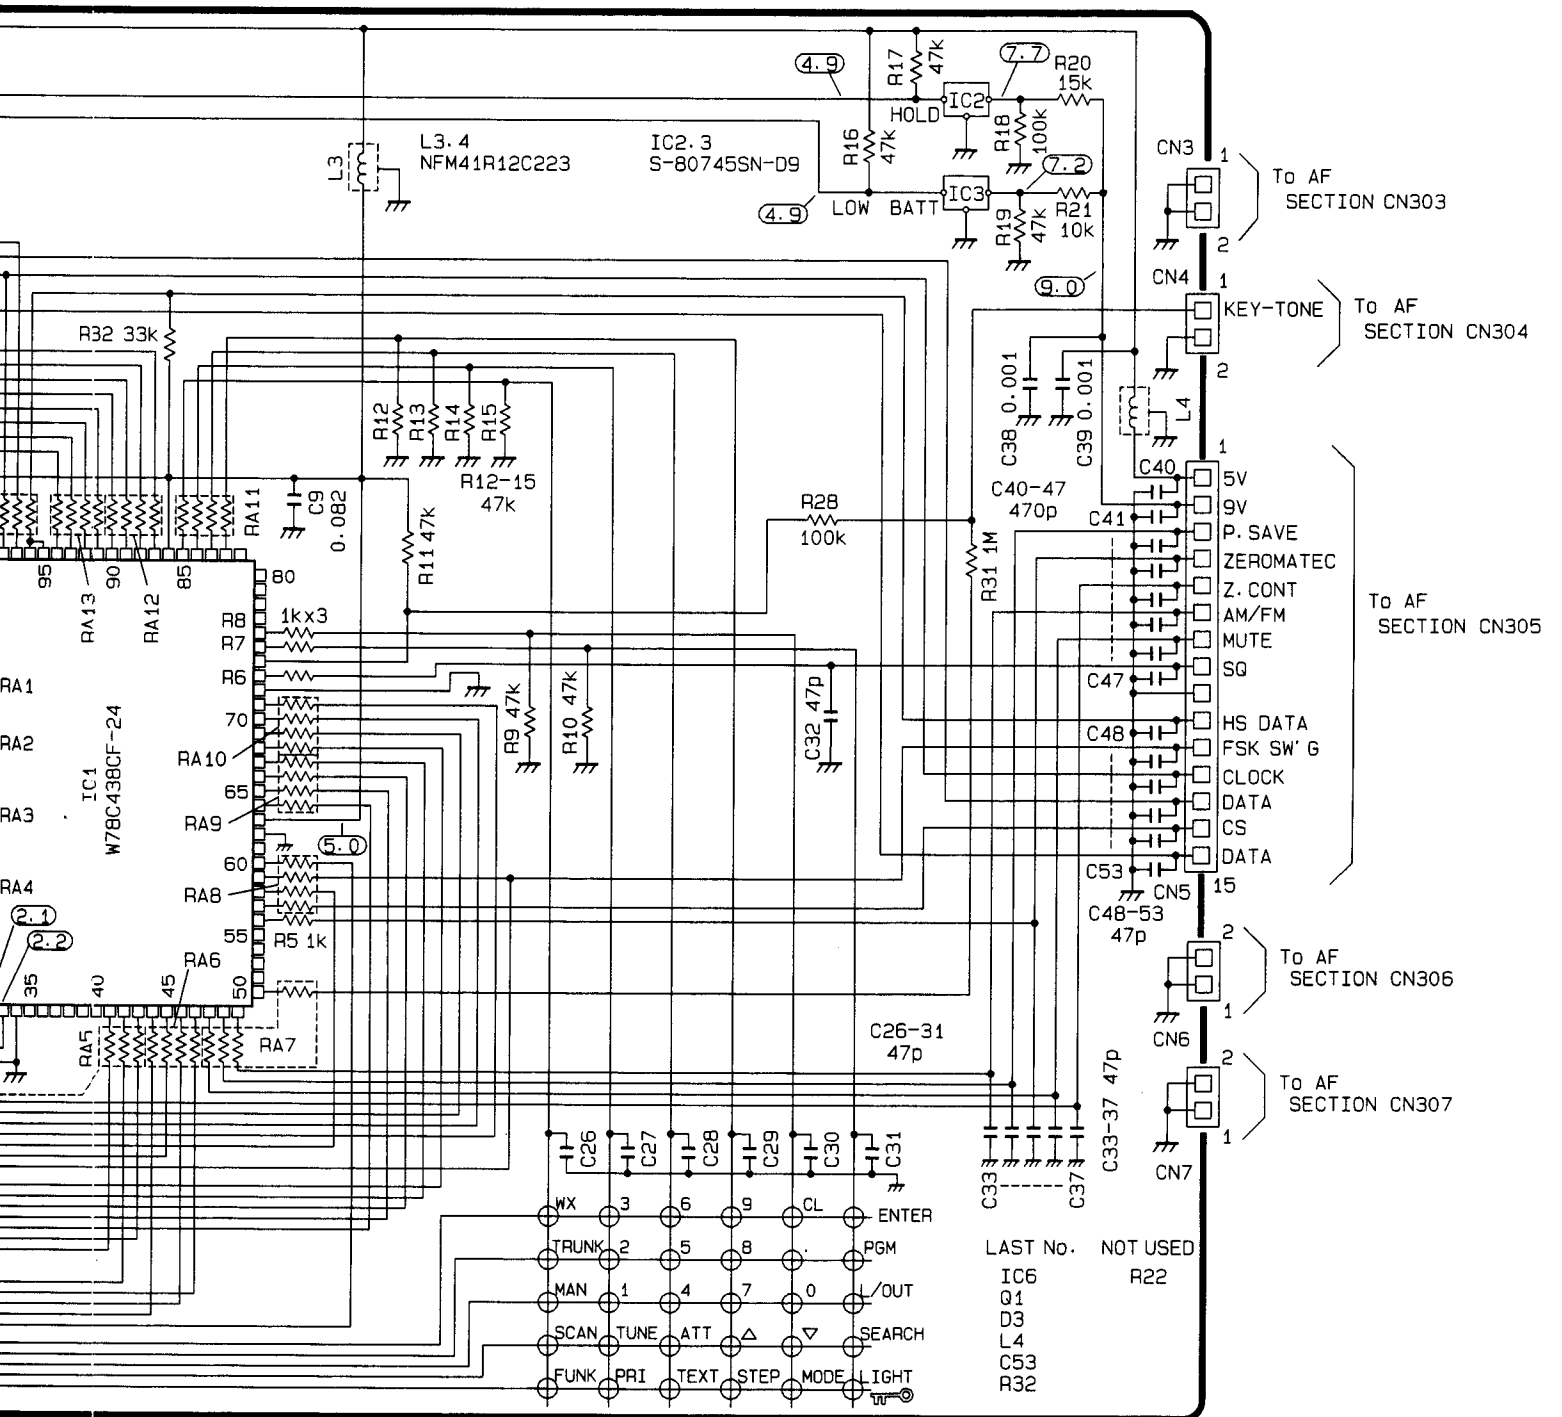 4.9
R17
47k
7.7
R20
15k
IC2
HOLD
R18
100k
R16
47k
L3
L3.4
NFM41R12C223
IC2.3
S-80745SN-D9
7.2
IC3
LOW BATT
4.9
R19
47k
R21
10k
9.0
CN3
1
2
To AF
SECTION CN303
CN4
1
KEY-TONE
2
To AF
SECTION CN304
R32 33K
R12
R13
R14
R15
R12-15
47k
C38 0.001
C39 0.001
L4
C9
0.082
RA11
R11 47k
R28
100k
R31 1M
C40-47
470p
C40
C41
C47
C48
C53
C48-53
47p
1
5V
9V
P.SAVE
ZEROMATEC
Z.CONT
AM/FM
MUTE
SQ
HS DATA
FSK SW'G
CLOCK
DATA
CS
DATA
CN5
15
To AF
SECTION CN305
95
90
85
80
RA13
RA12
R8
1kx3
R7
R6
RA1
RA2
RA3
RA4
IC1
W78C438CF-24
70
RA10
65
RA9
5.0
60
RA8
55
R5 1k
50
R9 47k
R10 47k
C32 47p
2.1
2.2
35
40
45
RA6
RA5
RA7
2
To AF
SECTION CN306
1
CN6
2
To AF
SECTION CN307
1
CN7
C26-31
47p
C26
C27
C28
C29
C30
C31
C33
C37
C33-37 47p
WX 3 6 9 CL ENTER
TRUNK 2 5 8 . PGM
MAN 1 4 7 0 L/OUT
SCAN TUNE ATT △ ▽ SEARCH
FUNK PRI TEXT STEP MODE LIGHT
LAST No. NOT USED
IC6 R22
Q1
D3
L4
C53
R32